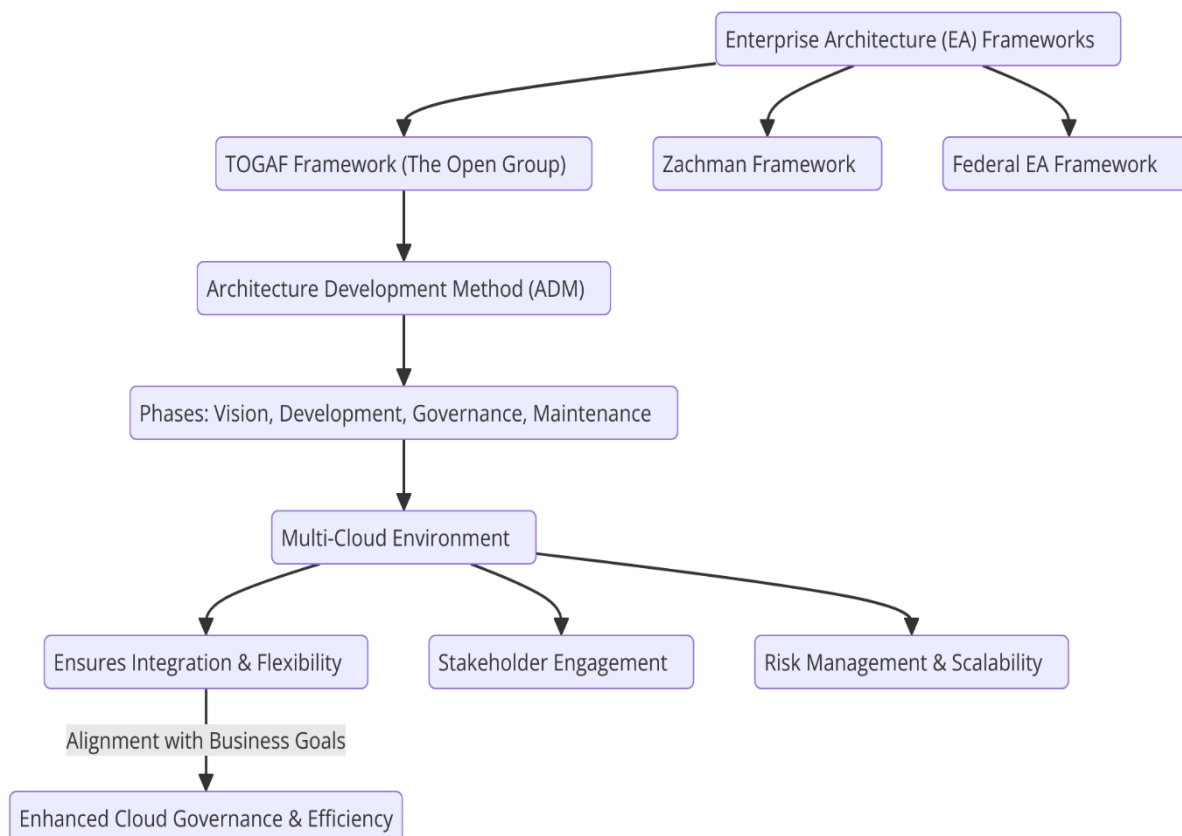 Enterprise Architecture (EA) Frameworks
TOGAF Framework (The Open Group)
Zachman Framework
Federal EA Framework
Architecture Development Method (ADM)
Phases: Vision, Development, Governance, Maintenance
Multi-Cloud Environment
Ensures Integration & Flexibility
Stakeholder Engagement
Risk Management & Scalability
Alignment with Business Goals
Enhanced Cloud Governance & Efficiency